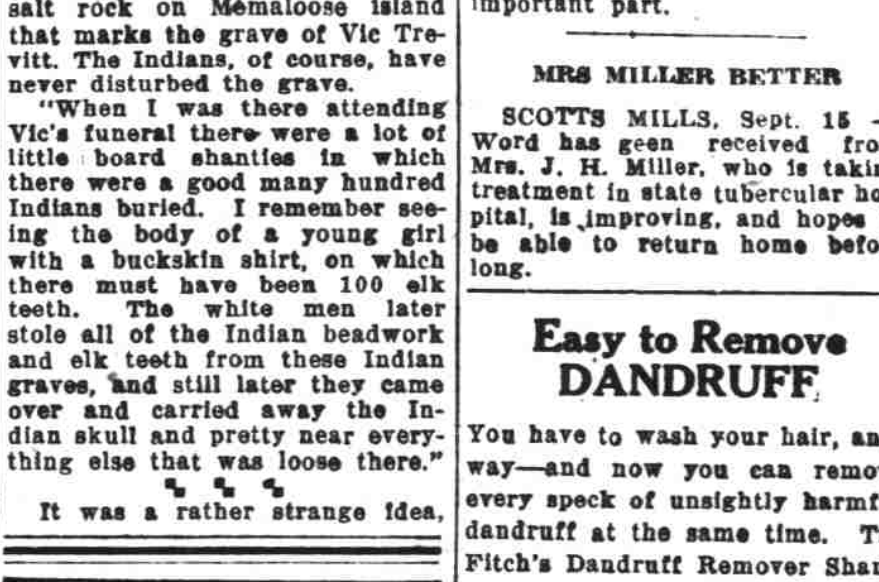 salt rock on Memaloose island
that marks the grave of Vic Tre-
vitt. The Indians, of course, have
never disturbed the grave.
"When I was there attending
Vic's funeral there were a lot of
little board shanties in which
there were a good many hundred
Indians buried. I remember see-
ing the body of a young girl
with a buckskin shirt, on which
there must have been 100 elk
teeth. The white men later
stole all of the Indian beadwork
and elk teeth from these Indian
graves, and still later they came
over and carried away the In-
dian skull and pretty near every-
thing else that was loose there."
It was a rather strange idea,
important part.
MRS MILLER BETTER
SCOTTS MILLS, Sept. 15 -
Word has geen received fro
Mrs. J. H. Miller, who is takin
treatment in state tubercular ho
pital, is improving, and hopes
be able to return home befo
long.
Easy to Remove
DANDRUFF
You have to wash your hair, an
way—and now you can remo
every speck of unsightly harmf
dandruff at the same time. T
Fitch's Dandruff Remover Sham